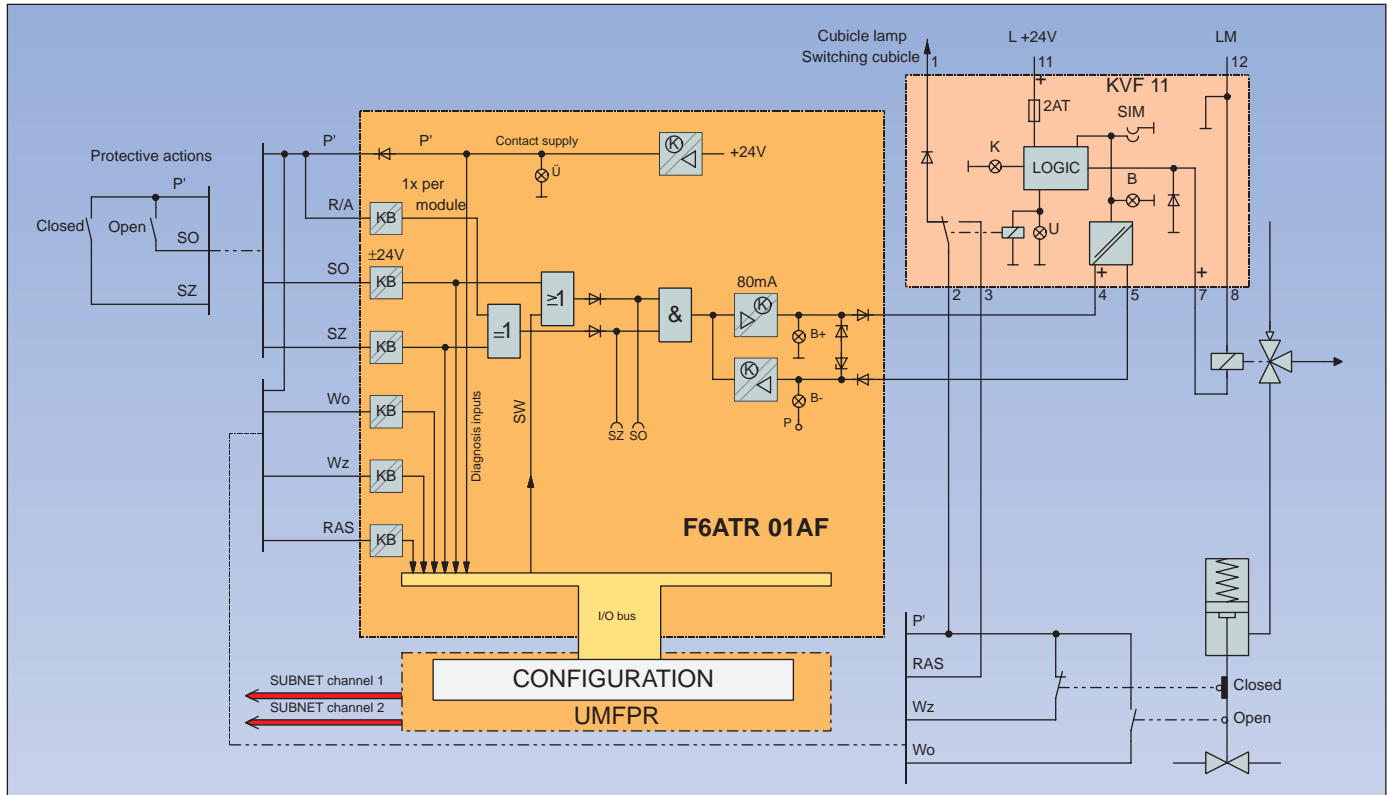 Cubicle lamp
Switching cubicle
L +24V
LM
1
11
12
+
KVF 11
2AT
SIM
K
LOGIC
B
U
+
+
2
3
4
5
7
8
Protective actions
P'
Closed
Open
SO
SZ
P'
P'
Contact supply
K
+24V
Ü
R/A
1x per
module
KB
SO
±24V
KB
≥1
SZ
KB
=1
&
80mA
K
B+
K
B-
P
SZ SO
Wo
KB
Diagnosis inputs
SW
Wz
KB
RAS
KB
F6ATR 01AF
I/O bus
CONFIGURATION
UMFPR
SUBNET channel 1
SUBNET channel 2
P'
RAS
Wz
Wo
Closed
Open